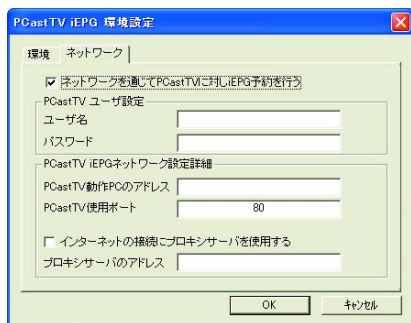 PCastTV iEPG 環境設定
環境 ネットワーク
ネットワークを通じてPCastTVに対しiEPG予約を行う
PCastTV ユーザ設定
ユーザ名
パスワード
PCastTV iEPGネットワーク設定詳細
PCastTV動作PCのアドレス
PCastTV使用ポート 80
インターネットの接続にプロキシサーバを使用する
プロキシサーバのアドレス
OK キャンセル